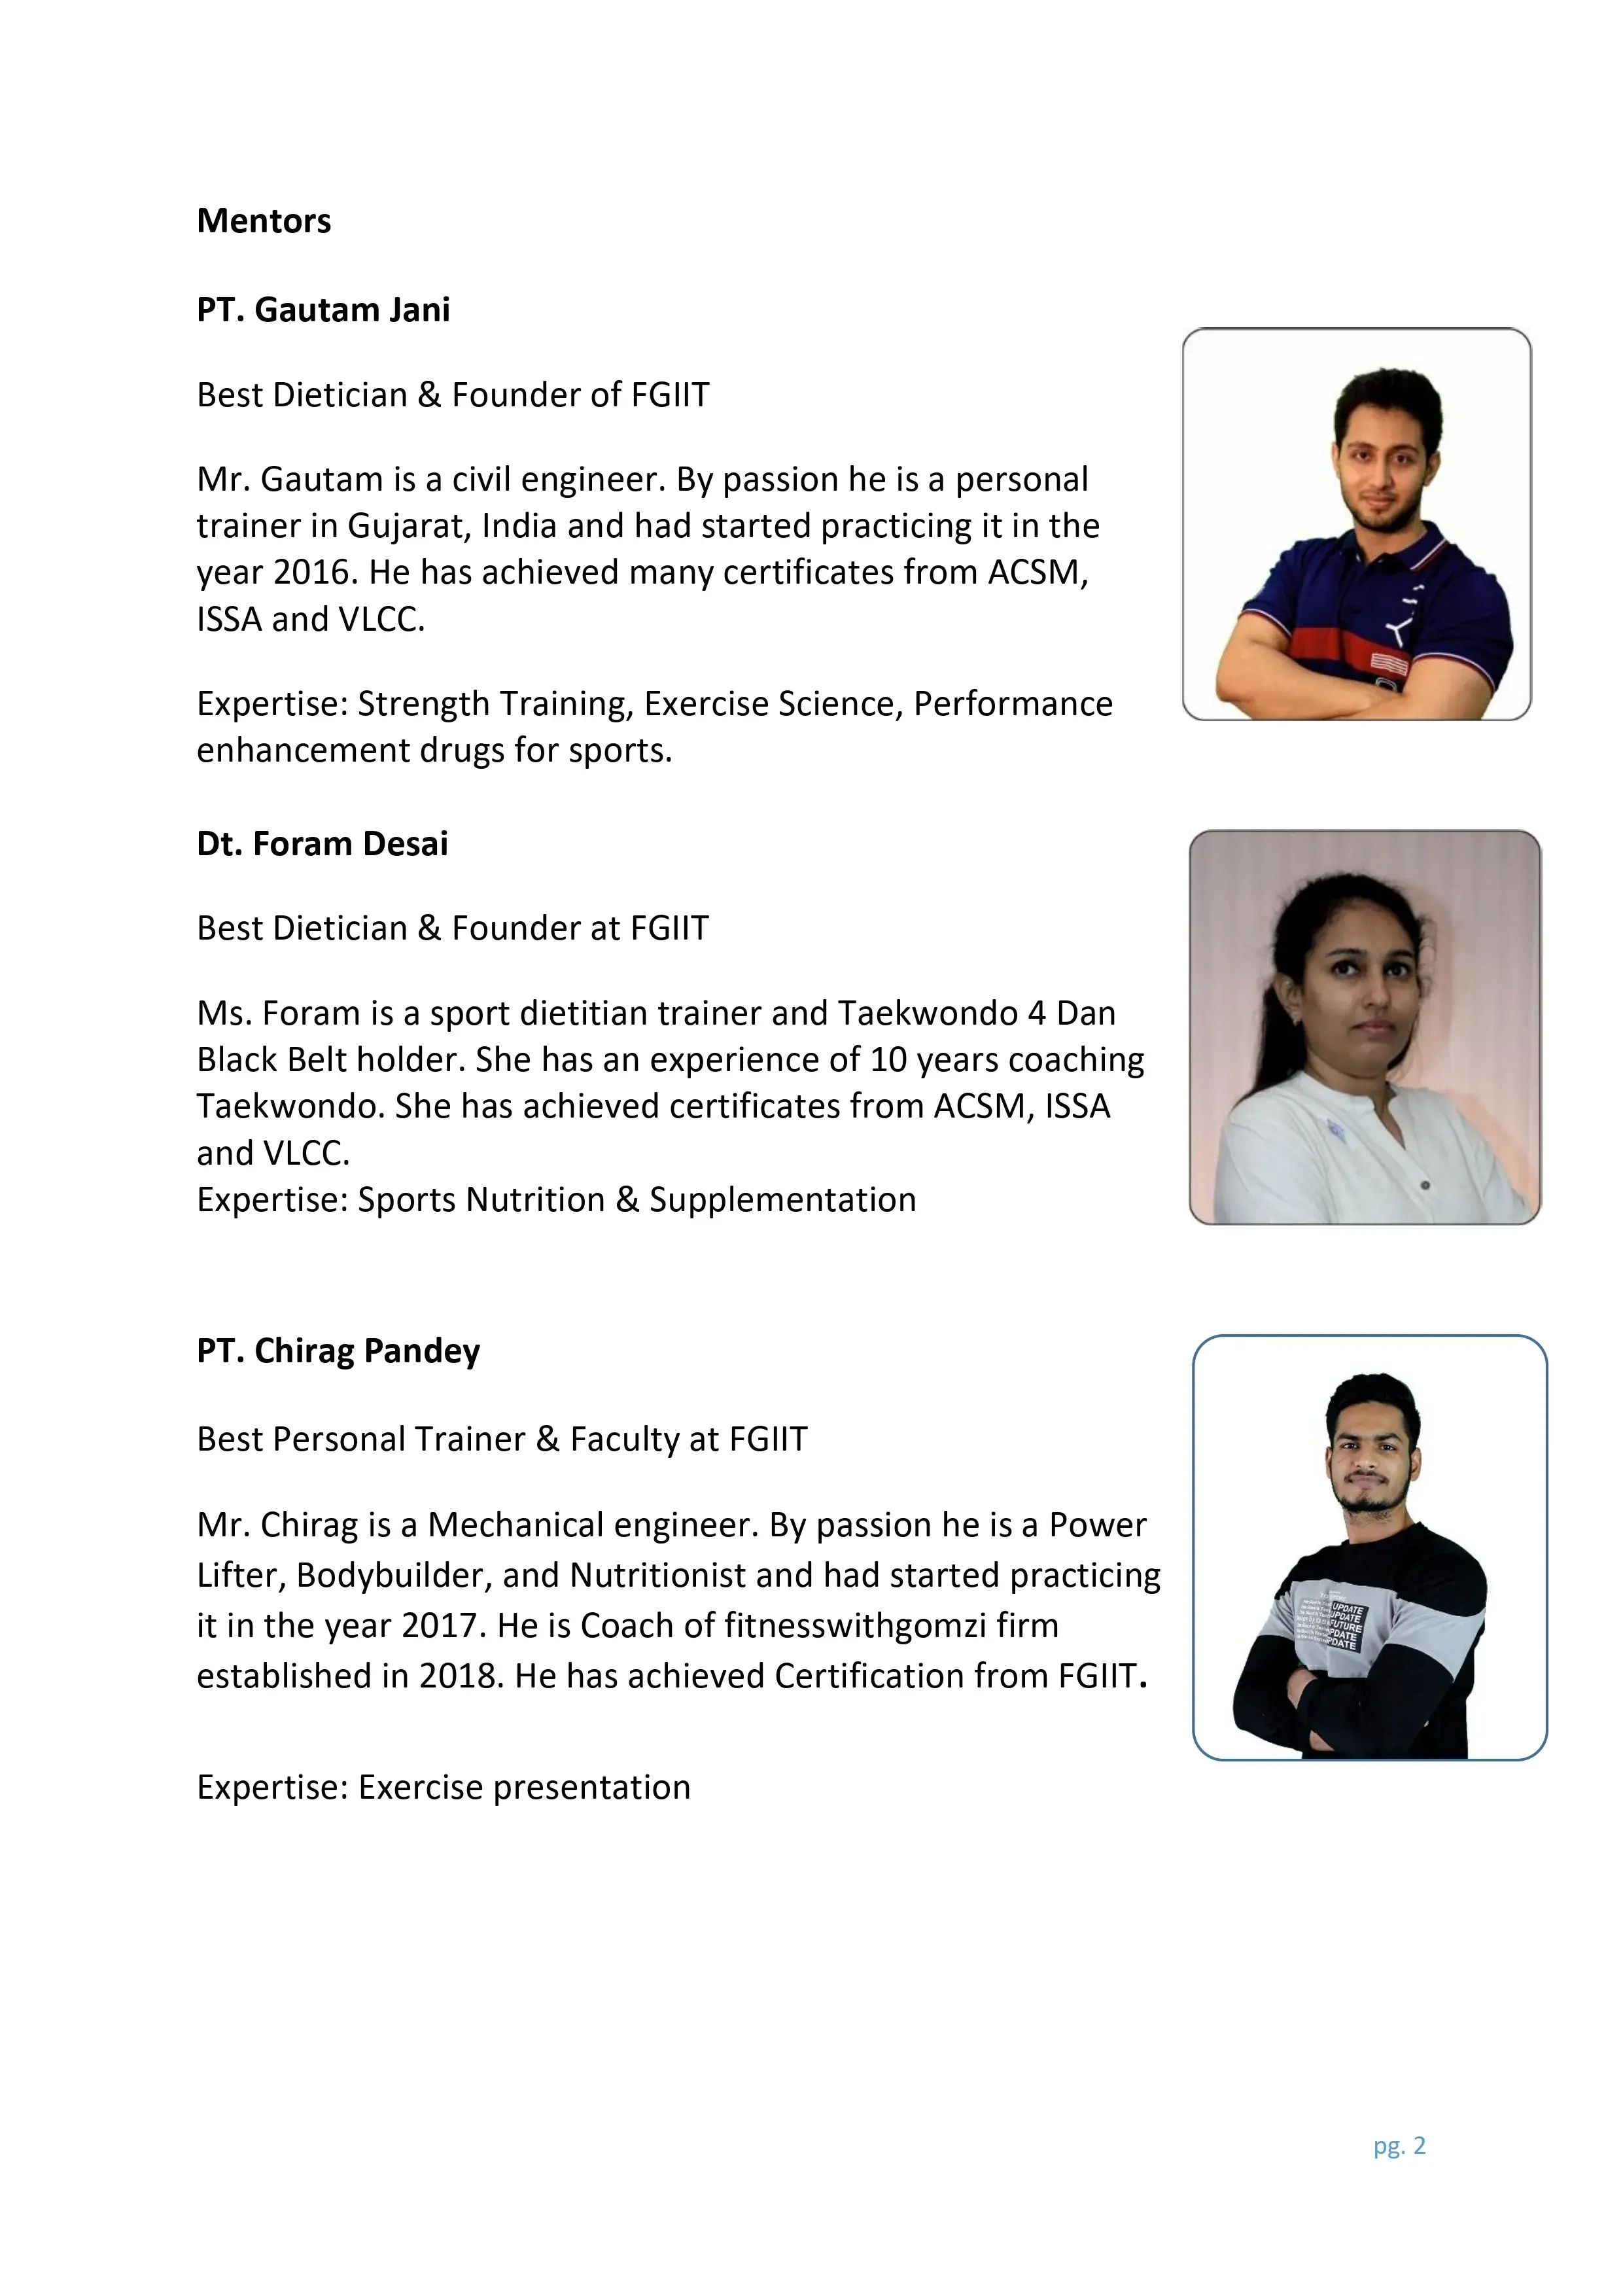 Mentors
PT. Gautam Jani
Best Dietician & Founder of FGIIT
Mr. Gautam is a civil engineer. By passion he is a personal
trainer in Gujarat, India and had started practicing it in the
year 2016. He has achieved many certificates from ACSM,
ISSA and VLCC.
Expertise: Strength Training, Exercise Science, Performance
enhancement drugs for sports.
Dt. Foram Desai
Best Dietician & Founder at FGIIT
Ms. Foram is a sport dietitian trainer and Taekwondo 4 Dan
Black Belt holder. She has an experience of 10 years coaching
Taekwondo. She has achieved certificates from ACSM, ISSA
and VLCC.
Expertise: Sports Nutrition & Supplementation
PT. Chirag Pandey
Best Personal Trainer & Faculty at FGIIT
Mr. Chirag is a Mechanical engineer. By passion he is a Power
Lifter, Bodybuilder, and Nutritionist and had started practicing
it in the year 2017. He is Coach of fitnesswithgomzi firm
established in 2018. He has achieved Certification from FGIIT.
UPDATE
UPDATE
FUTURE
UPDATE
DATE
Expertise: Exercise presentation
pg. 2